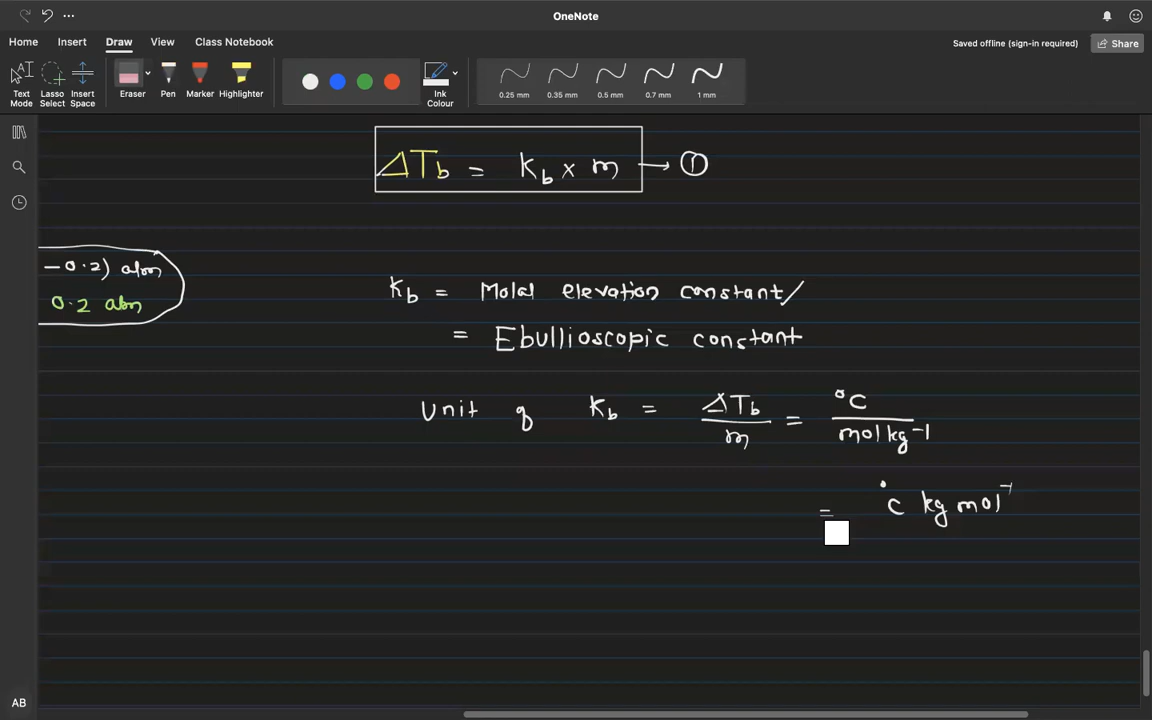 OneNote
Home Insert Draw View Class Notebook
Saved offline (sign-in required) Share
Text Mode Lasso Select Insert Space Eraser Pen Marker Highlighter Ink Colour 0.25 mm 0.35 mm 0.5 mm 0.7 mm 1 mm
ΔTb = Kb × m → ①
−0.2) atm
0.2 atm
Kb = Molal elevation constant/
= Ebullioscopic constant
Unit of Kb = ΔTb/m = °C/mol kg⁻¹
= °C kg mol⁻¹
AB